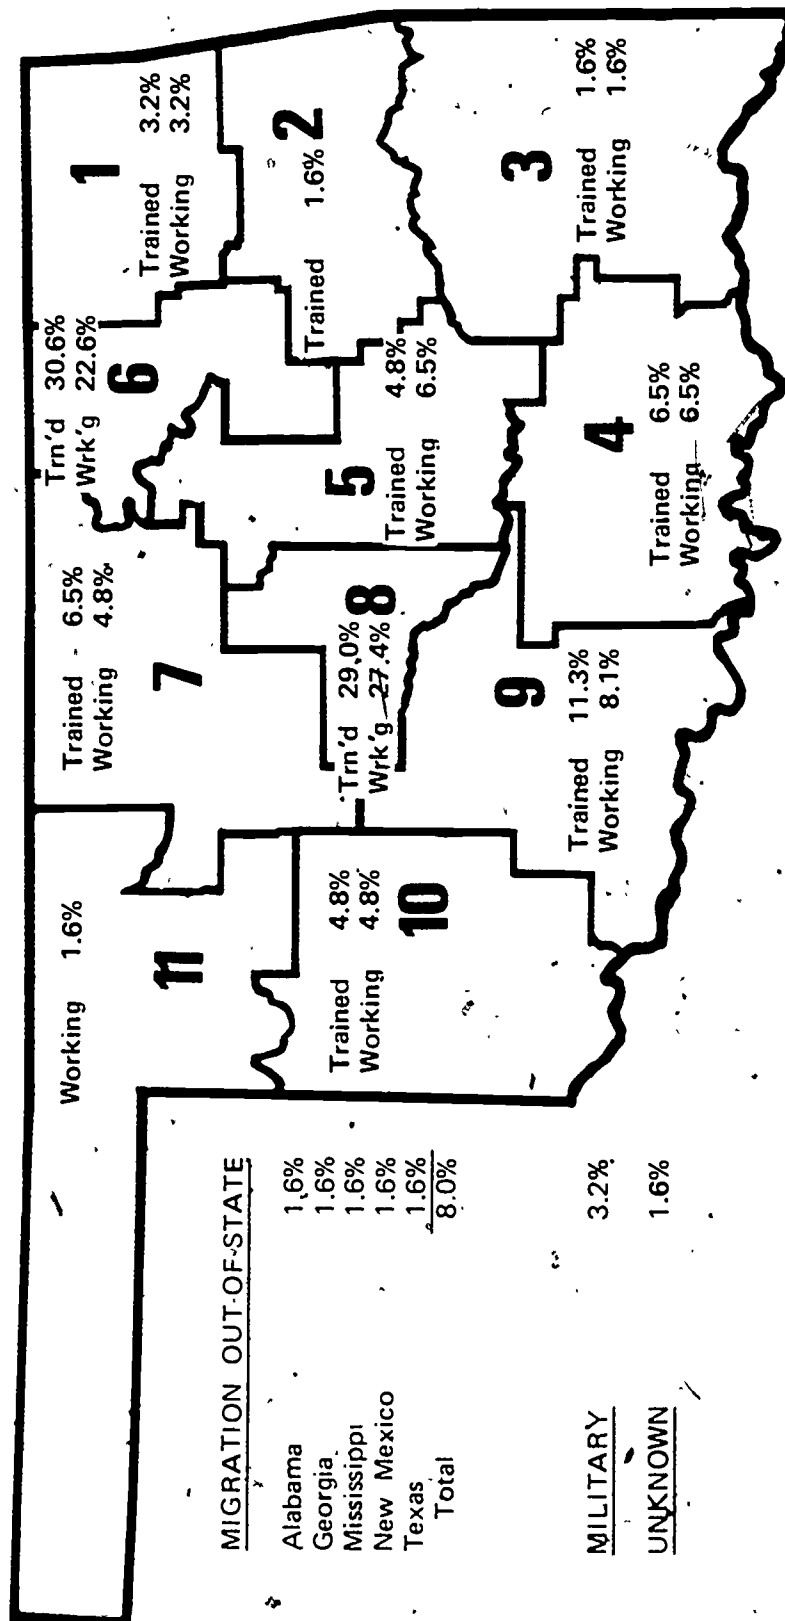 Working 1.6%
11
Trained 6.5%
Working 4.8%
7
Trn'd 30.6%
Wrk'g 22.6%
6
1
Trained 3.2%
Working 3.2%
2
Trained 1.6%
3
Trained 1.6%
Working 1.6%
5
Trained 4.8%
Working 6.5%
8
Trn'd 29.0%
Wrk'g 27.4%
Trained 4.8%
Working 4.8%
10
9
Trained 11.3%
Working 8.1%
4
Trained 6.5%
Working 6.5%
MIGRATION OUT-OF-STATE
Alabama 1.6%
Georgia 1.6%
Mississippi 1.6%
New Mexico 1.6%
Texas 1.6%
Total 8.0%
MILITARY 3.2%
UNKNOWN 1.6%